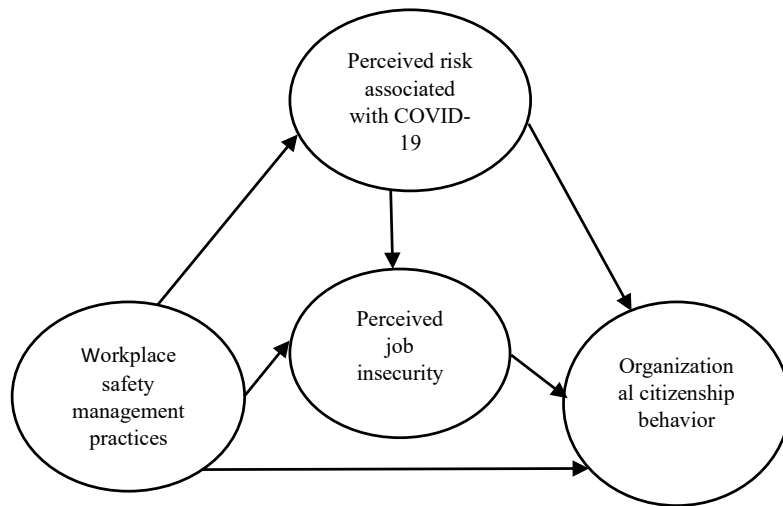 Perceived risk
associated
with COVID-
19
Perceived
job
insecurity
Workplace
safety
management
practices
Organization
al citizenship
behavior